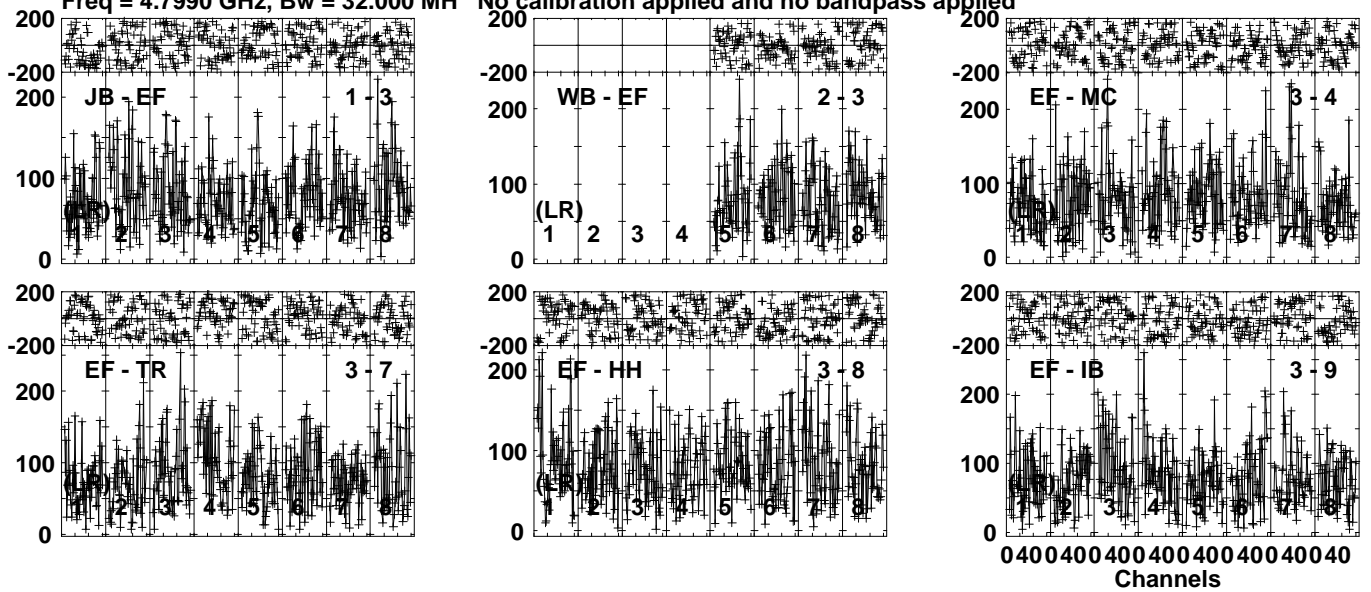 Freq = 4.7990 GHz, Bw = 32.000 MH No calibration applied and no bandpass applied
200
-200
200
100
0
JB - EF 1 - 3
(LR)
1 2 3 4 5 6 7 8
200
-200
200
100
0
WB - EF 2 - 3
(LR)
1 2 3 4 5 6 7 8
200
-200
200
100
0
EF - MC 3 - 4
(LR)
1 2 3 4 5 6 7 8
200
-200
200
100
0
EF - TR 3 - 7
(LR)
1 2 3 4 5 6 7 8
200
-200
200
100
0
EF - HH 3 - 8
(LR)
1 2 3 4 5 6 7 8
200
-200
200
100
0
EF - IB 3 - 9
(LR)
1 2 3 4 5 6 7 8
0 40 0 40 0 40 0 40 0 40 0 40 0 40 0 40
Channels